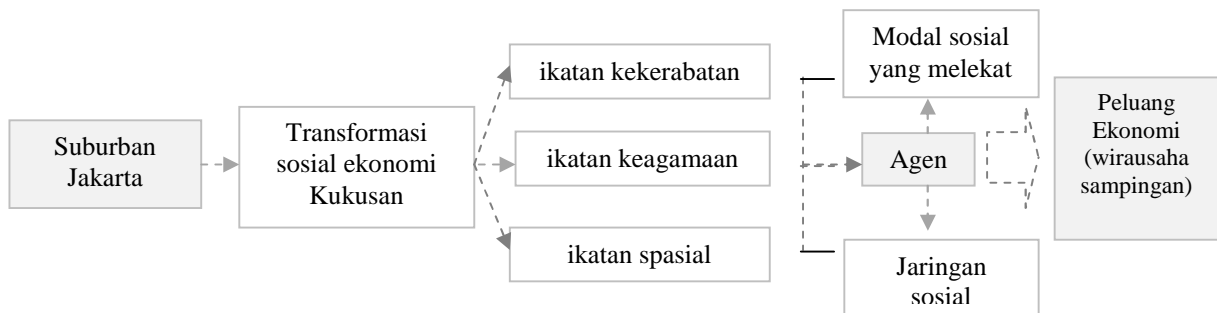 Suburban
Jakarta
Transformasi
sosial ekonomi
Kukusan
ikatan kekerabatan
ikatan keagamaan
ikatan spasial
Modal sosial
yang melekat
Agen
Jaringan
sosial
Peluang
Ekonomi
(wirausaha
sampingan)